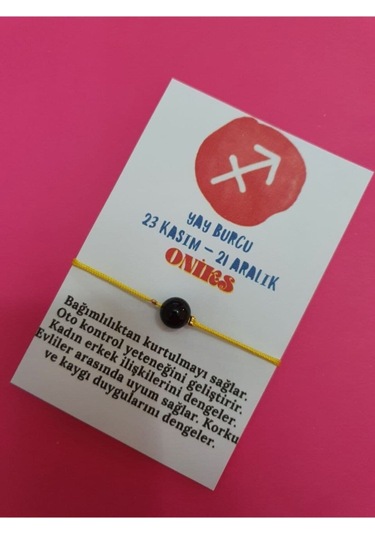 YAY BURCU
23 KASIM – 21 ARALIK
ONİKS
Bağımlılıktan kurtulmayı sağlar.
Oto kontrol yeteneğini geliştirir.
Kadın erkek ilişkilerini dengeler.
Evliler arasında uyum sağlar. Korku
ve kaygı duygularını dengeler.